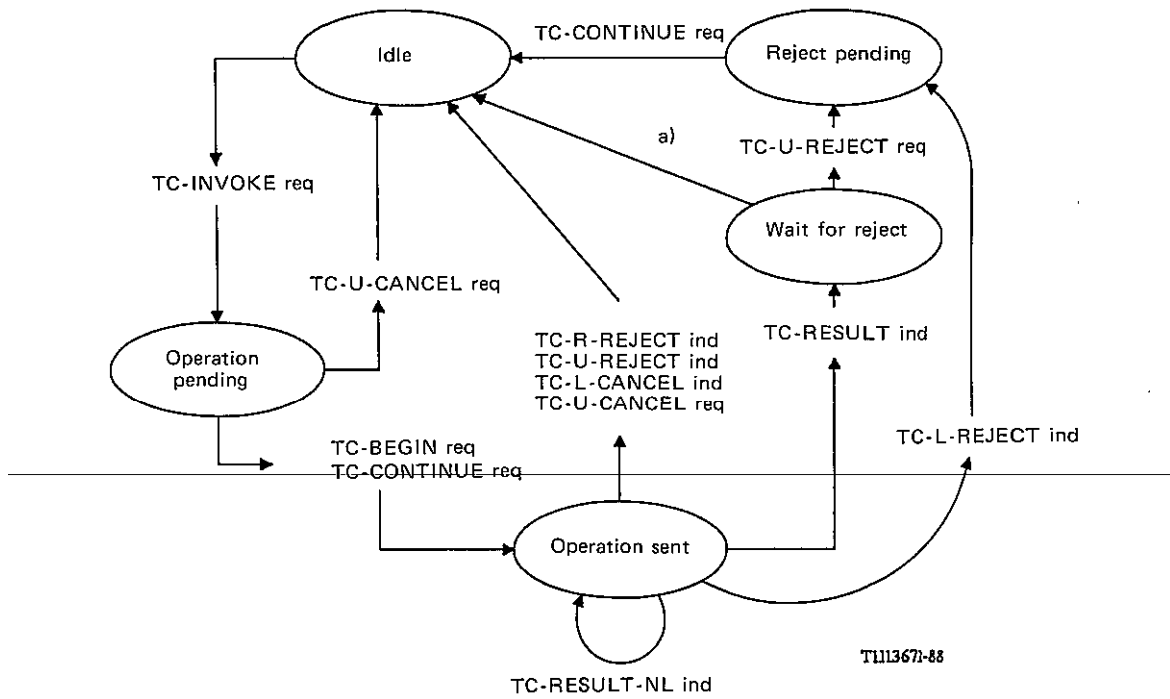 TC-CONTINUE req
Idle
Reject pending
a)
TC-U-REJECT req
TC-INVOKE req
Wait for reject
TC-U-CANCEL req
TC-RESULT ind
Operation
pending
TC-R-REJECT ind
TC-U-REJECT ind
TC-L-CANCEL ind
TC-U-CANCEL req
TC-L-REJECT ind
TC-BEGIN req
TC-CONTINUE req
Operation sent
TC-RESULT-NL ind
T1113671-88